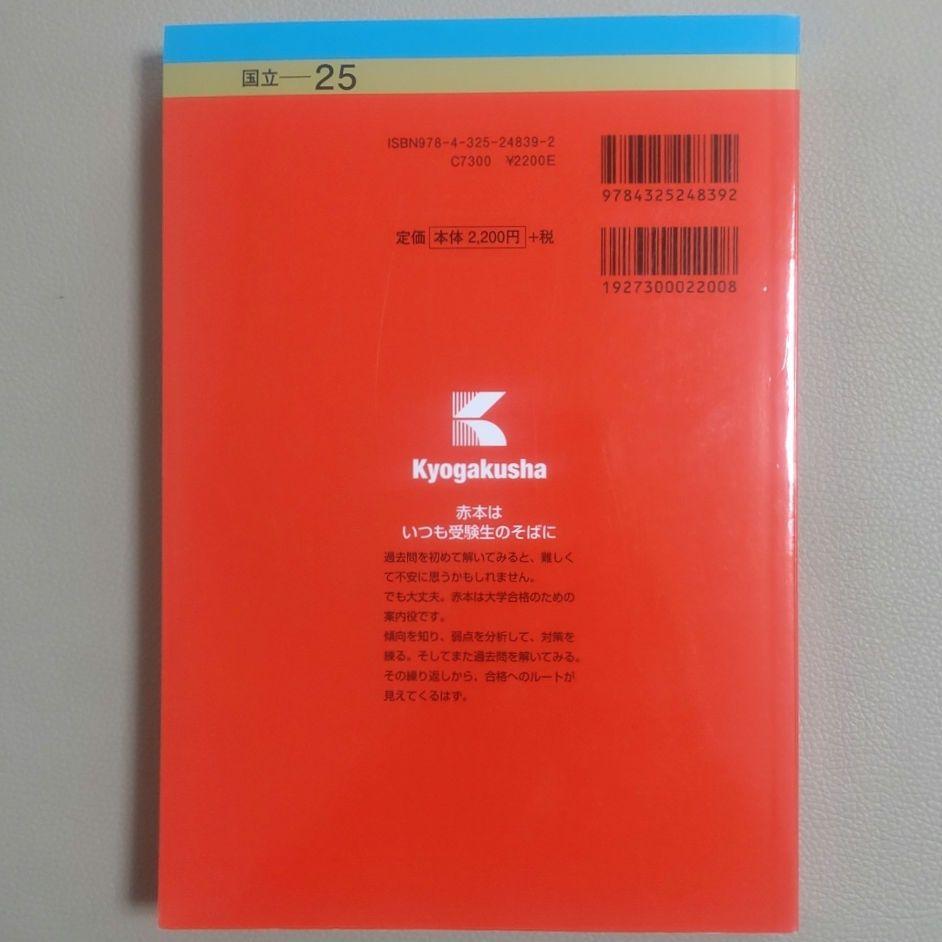 国立―25
ISBN978-4-325-24839-2
C7300 ¥2200E
9784325248392
定価 本体 2,200円 +税
1927300022008
Kyogakusha
赤本は
いつも受験生のそばに
過去問を初めて解いてみると、難しく
て不安に思うかもしれません。
でも大丈夫。赤本は大学合格のための
案内役です。
傾向を知り、弱点を分析して、対策を
練る。そしてまた過去問を解いてみる。
その繰り返しから、合格へのルートが
見えてくるはず。